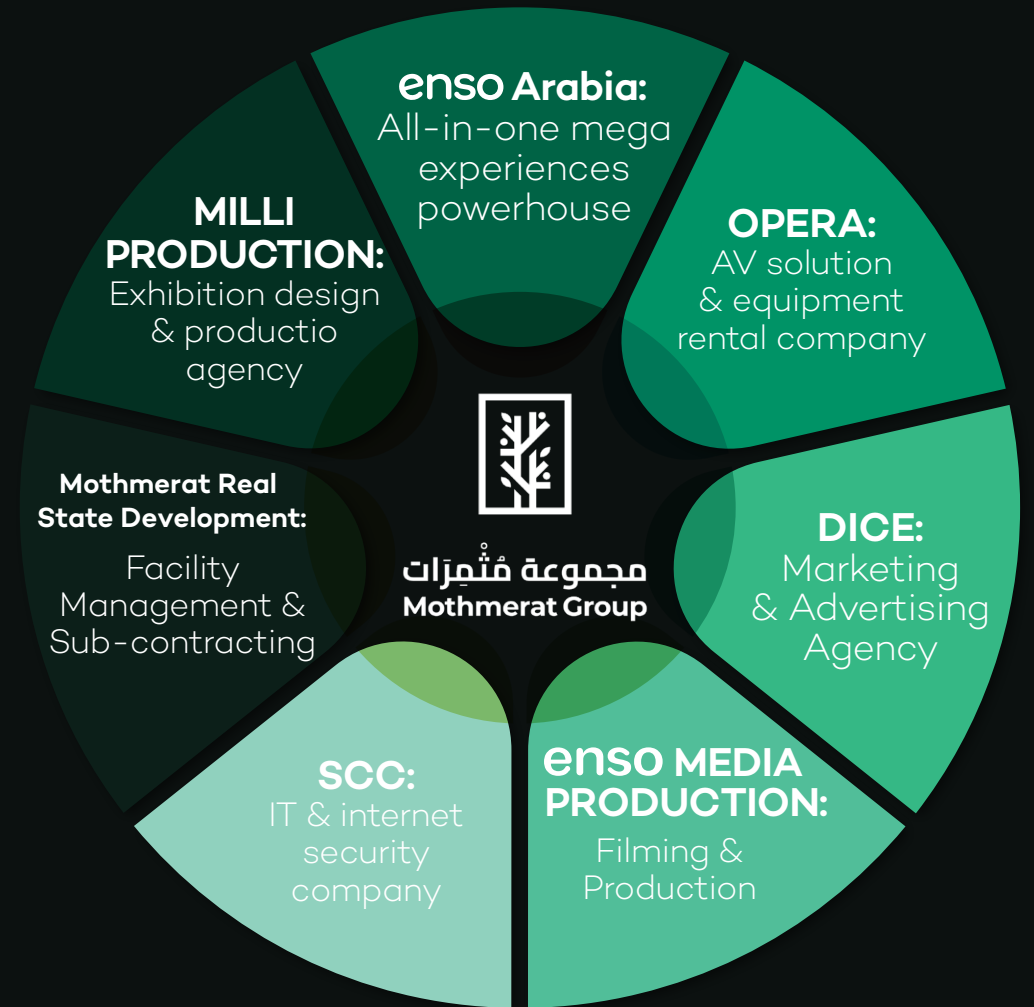 enso Arabia:
All-in-one mega
experiences
powerhouse
OPERA:
AV solution
& equipment
rental company
DICE:
Marketing
& Advertising
Agency
enso MEDIA
PRODUCTION:
Filming &
Production
SCC:
IT & internet
security
company
Mothmerat Real
State Development:
Facility
Management &
Sub-contracting
MILLI
PRODUCTION:
Exhibition design
& productio
agency
مجموعة مُثْمِرَات
Mothmerat Group